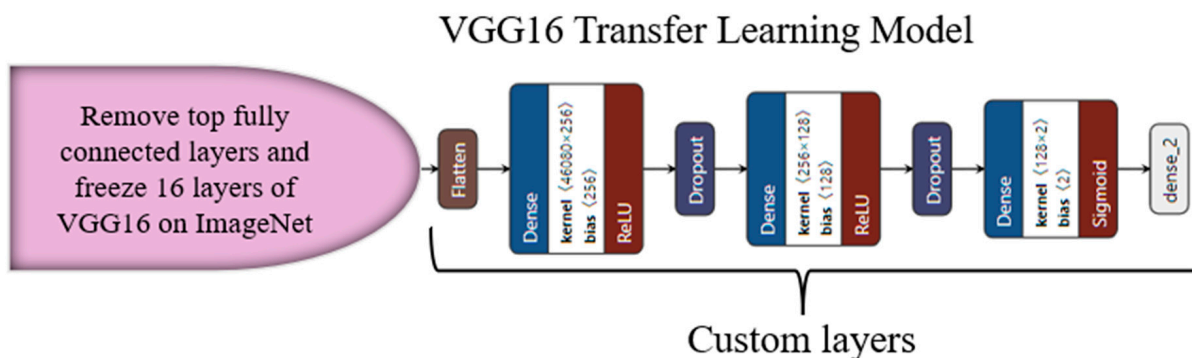 VGG16 Transfer Learning Model
Remove top fully
connected layers and
freeze 16 layers of
VGG16 on ImageNet
Flatten
Dense
kernel ⟨46080×256⟩
bias ⟨256⟩
ReLU
Dropout
Dense
kernel ⟨256×128⟩
bias ⟨128⟩
ReLU
Dropout
Dense
kernel ⟨128×2⟩
bias ⟨2⟩
Sigmoid
dense_2
Custom layers